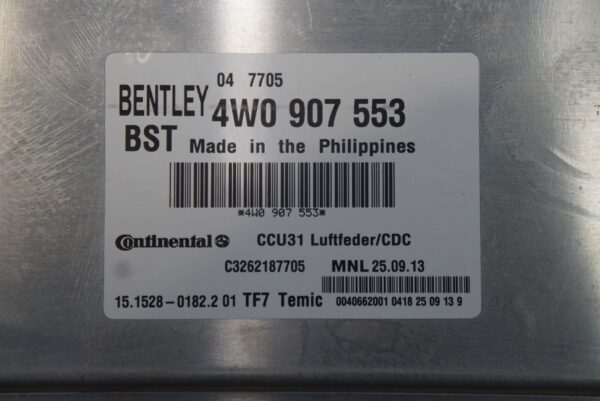 04 7705
BENTLEY 4W0 907 553
BST Made in the Philippines
*4W0 907 553*
Continental CCU31 Luftfeder/CDC
C3262187705 MNL 25.09.13
15.1528-0182.2 01 TF7 Temic 0040662001 0418 25 09 13 9